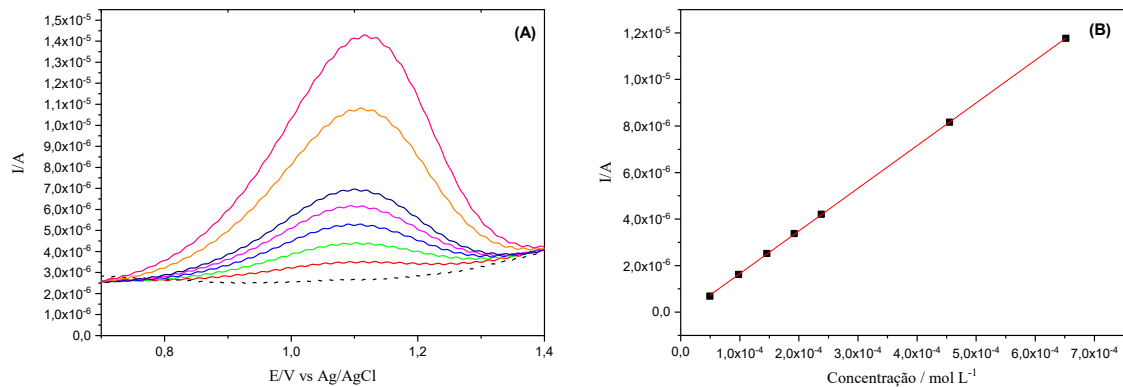 (A)
I/A
1,5x10⁻⁵
1,4x10⁻⁵
1,3x10⁻⁵
1,2x10⁻⁵
1,1x10⁻⁵
1,0x10⁻⁵
9,0x10⁻⁶
8,0x10⁻⁶
7,0x10⁻⁶
6,0x10⁻⁶
5,0x10⁻⁶
4,0x10⁻⁶
3,0x10⁻⁶
2,0x10⁻⁶
1,0x10⁻⁶
0,0
0,8 1,0 1,2 1,4
E/V vs Ag/AgCl
(B)
I/A
1,2x10⁻⁵
1,0x10⁻⁵
8,0x10⁻⁶
6,0x10⁻⁶
4,0x10⁻⁶
2,0x10⁻⁶
0,0
0,0 1,0x10⁻⁴ 2,0x10⁻⁴ 3,0x10⁻⁴ 4,0x10⁻⁴ 5,0x10⁻⁴ 6,0x10⁻⁴ 7,0x10⁻⁴
Concentração / mol L⁻¹